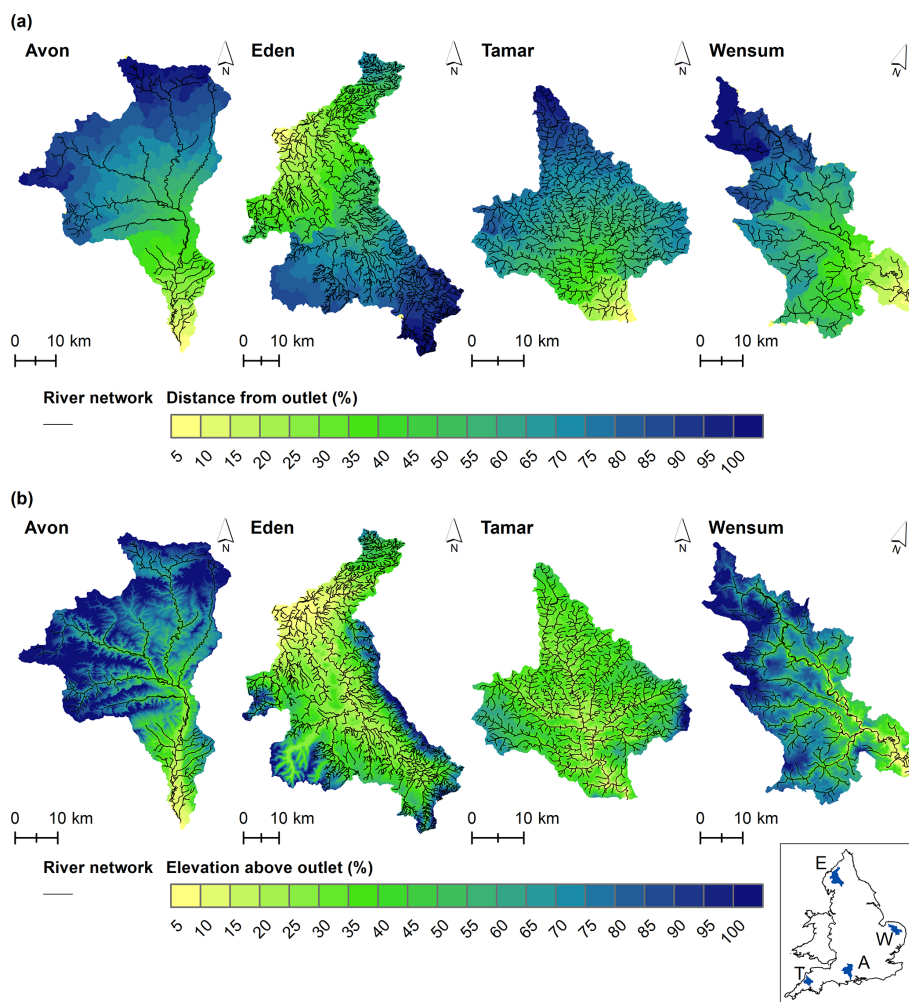 (a)
Avon Eden Tamar Wensum
N N N N
0 10 km 0 10 km 0 10 km 0 10 km
River network Distance from outlet (%)
5 10 15 20 25 30 35 40 45 50 55 60 65 70 75 80 85 90 95 100
(b)
Avon Eden Tamar Wensum
N N N N
0 10 km 0 10 km 0 10 km 0 10 km
River network Elevation above outlet (%)
5 10 15 20 25 30 35 40 45 50 55 60 65 70 75 80 85 90 95 100
E
W
A
T